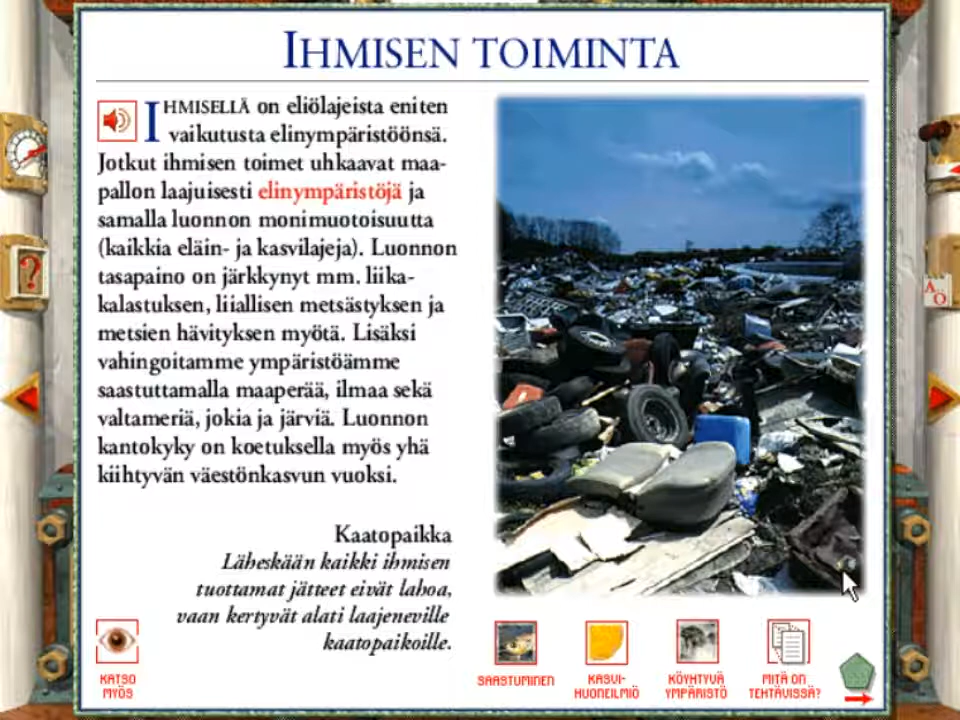 IHMISEN TOIMINTA
IHMISELLÄ on eliölajeista eniten
vaikutusta elinympäristöönsä.
Jotkut ihmisen toimet uhkaavat maa-
pallon laajuisesti elinympäristöjä ja
samalla luonnon monimuotoisuutta
(kaikkia eläin- ja kasvilajeja). Luonnon
tasapaino on järkkynyt mm. liika-
kalastuksen, liiallisen metsästyksen ja
metsien hävityksen myötä. Lisäksi
vahingoitamme ympäristöämme
saastuttamalla maaperää, ilmaa sekä
valtameriä, jokia ja järviä. Luonnon
kantokyky on koetuksella myös yhä
kiihtyvän väestönkasvun vuoksi.
Kaatopaikka
Läheskään kaikki ihmisen
tuottamat jätteet eivät lahoa,
vaan kertyvät alati laajeneville
kaatopaikoille.
KATSO
MYÖS
SAASTUMINEN
KASVI-
HUONEILMIÖ
KÖYHTYVÄ
YMPÄRISTÖ
MITÄ ON
TEHTÄVISSÄ?
?
A
Ö